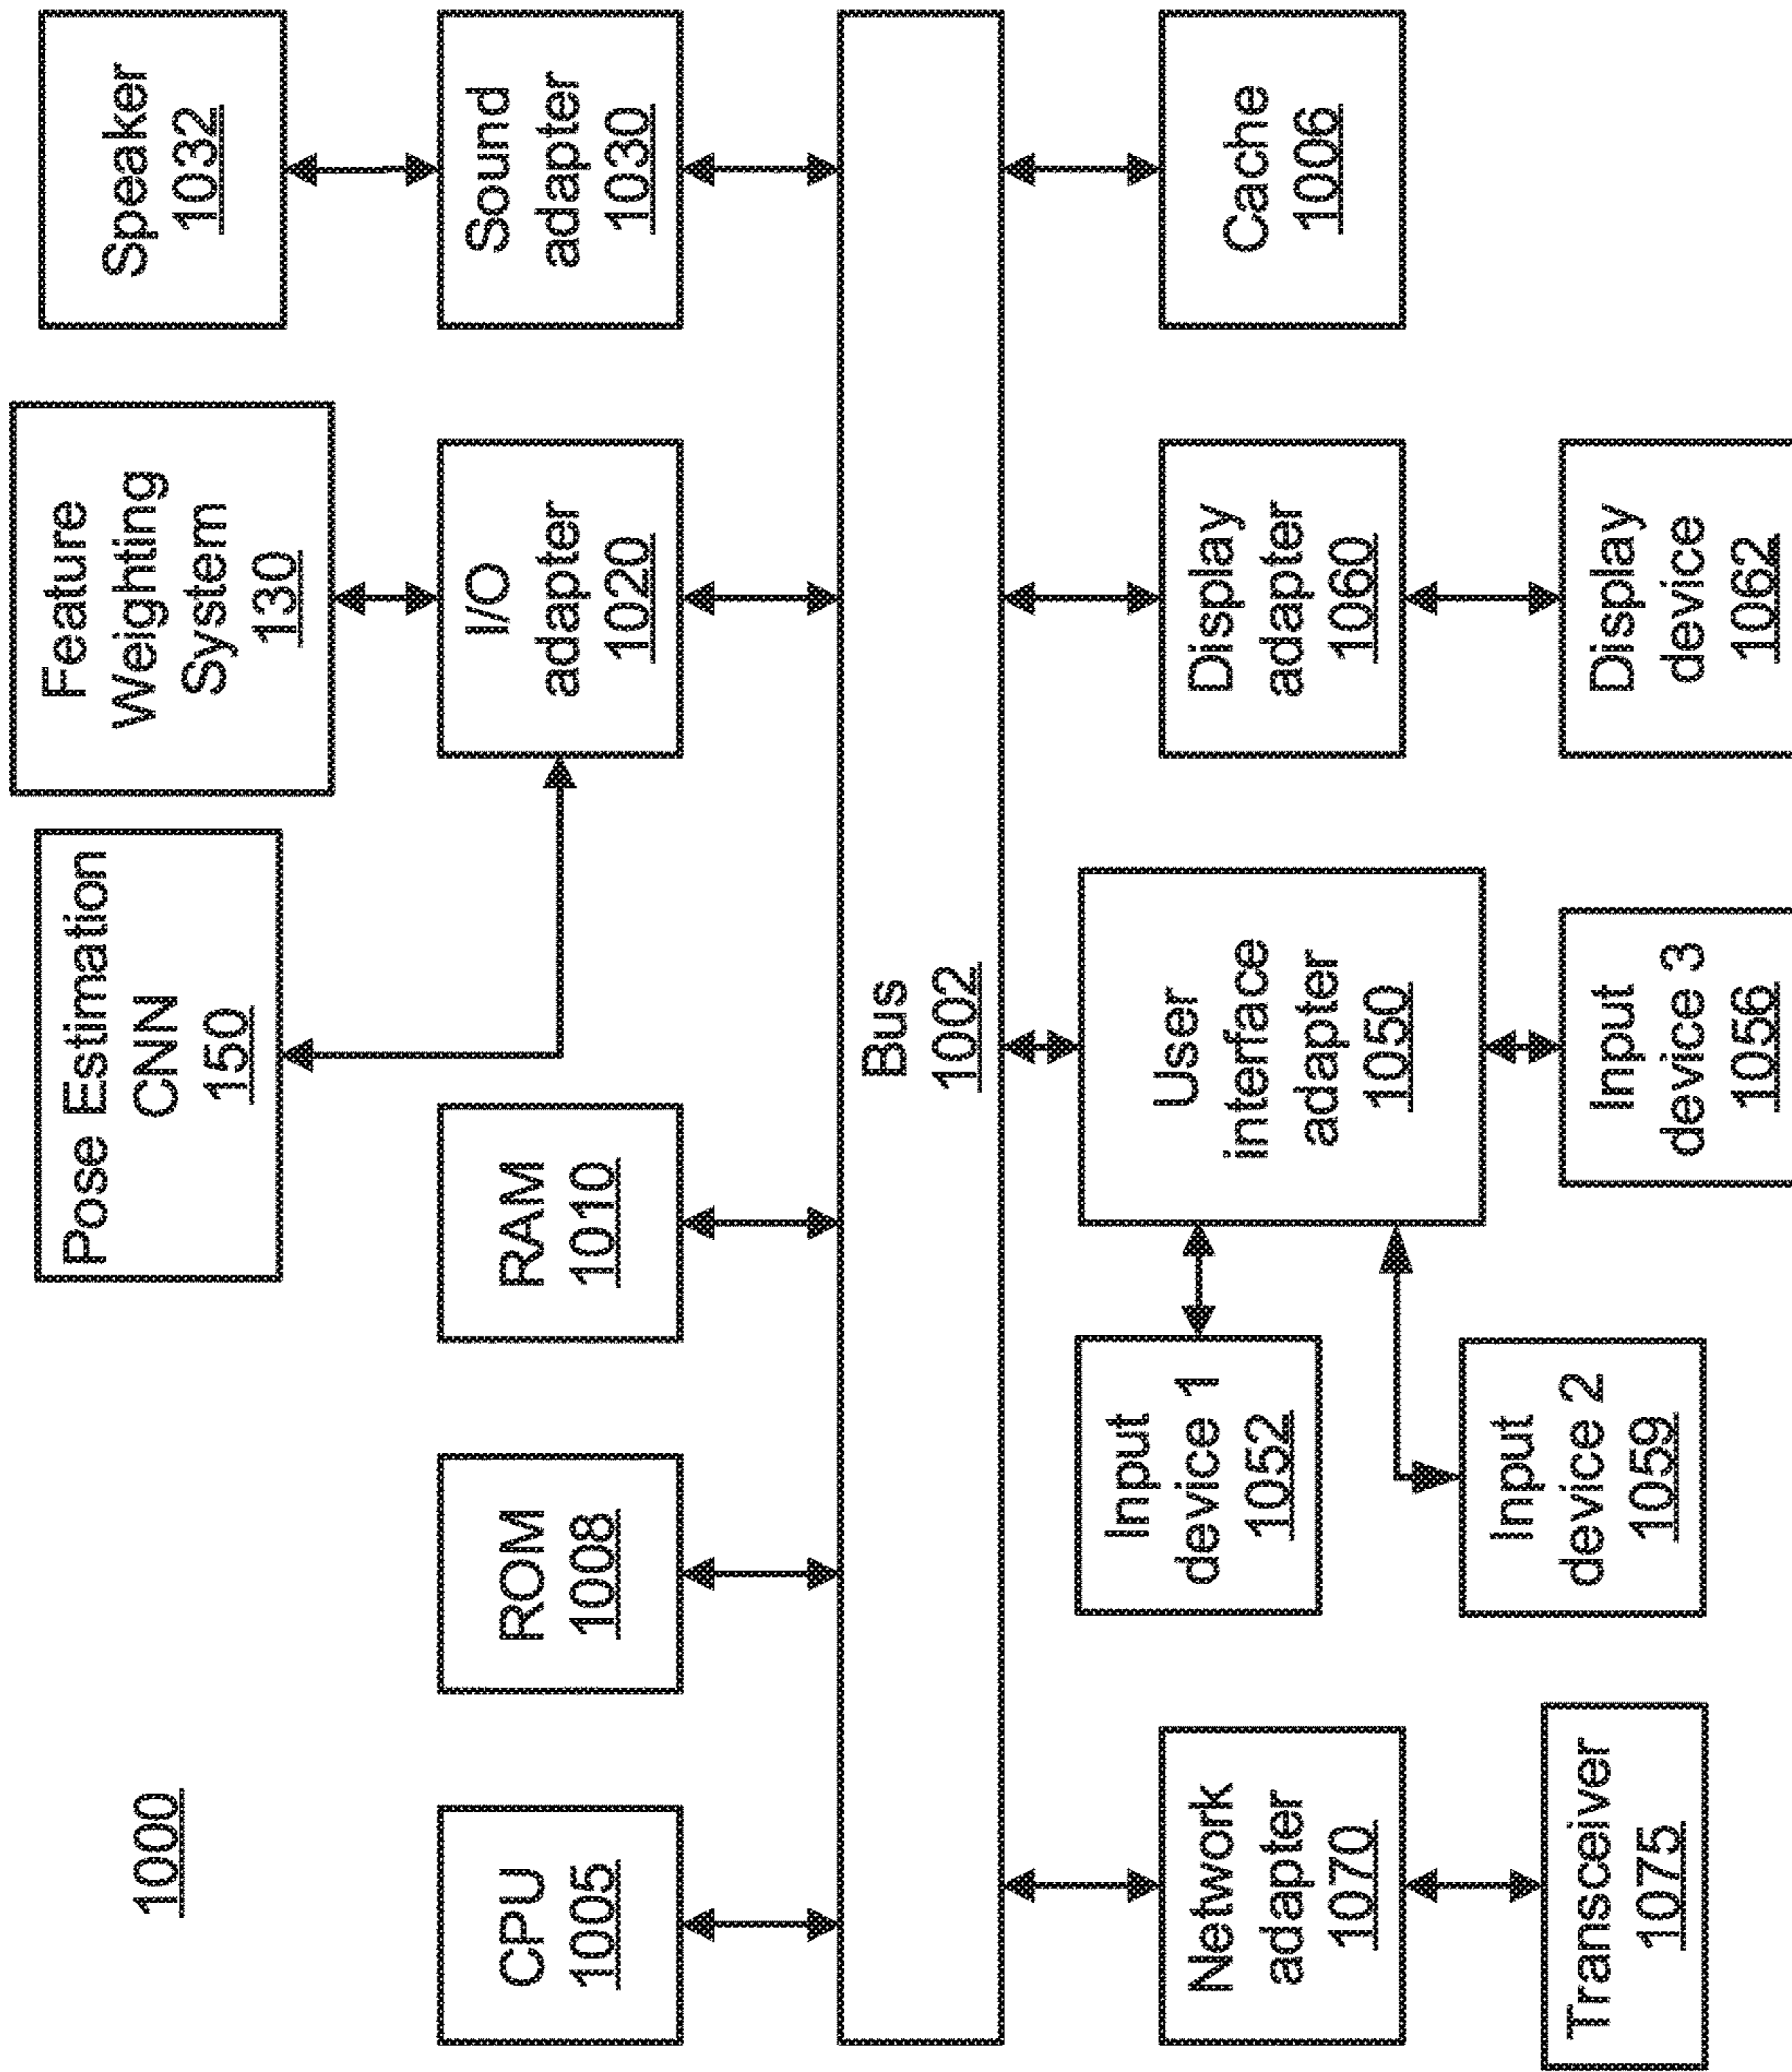 1000
Pose Estimation
CNN
150
Feature
Weighting
System
130
Speaker
1032
CPU
1005
ROM
1008
RAM
1010
I/O
adapter
1020
Sound
adapter
1030
Bus
1002
Network
adapter
1070
Input
device 1
1052
User
interface
adapter
1050
Display
adapter
1060
Cache
1006
Transceiver
1075
Input
device 2
1059
Input
device 3
1056
Display
device
1062